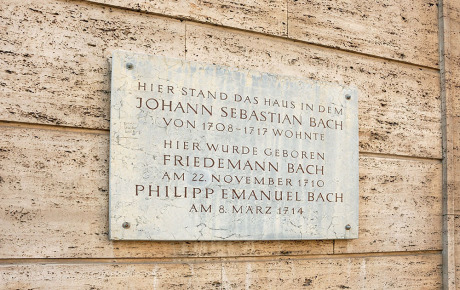 HIER STAND DAS HAUS IN DEM
JOHANN SEBASTIAN BACH
VON 1708-1717 WOHNTE
HIER WURDE GEBOREN
FRIEDEMANN BACH
AM 22. NOVEMBER 1710
PHILIPP EMANUEL BACH
AM 8. MÄRZ 1714